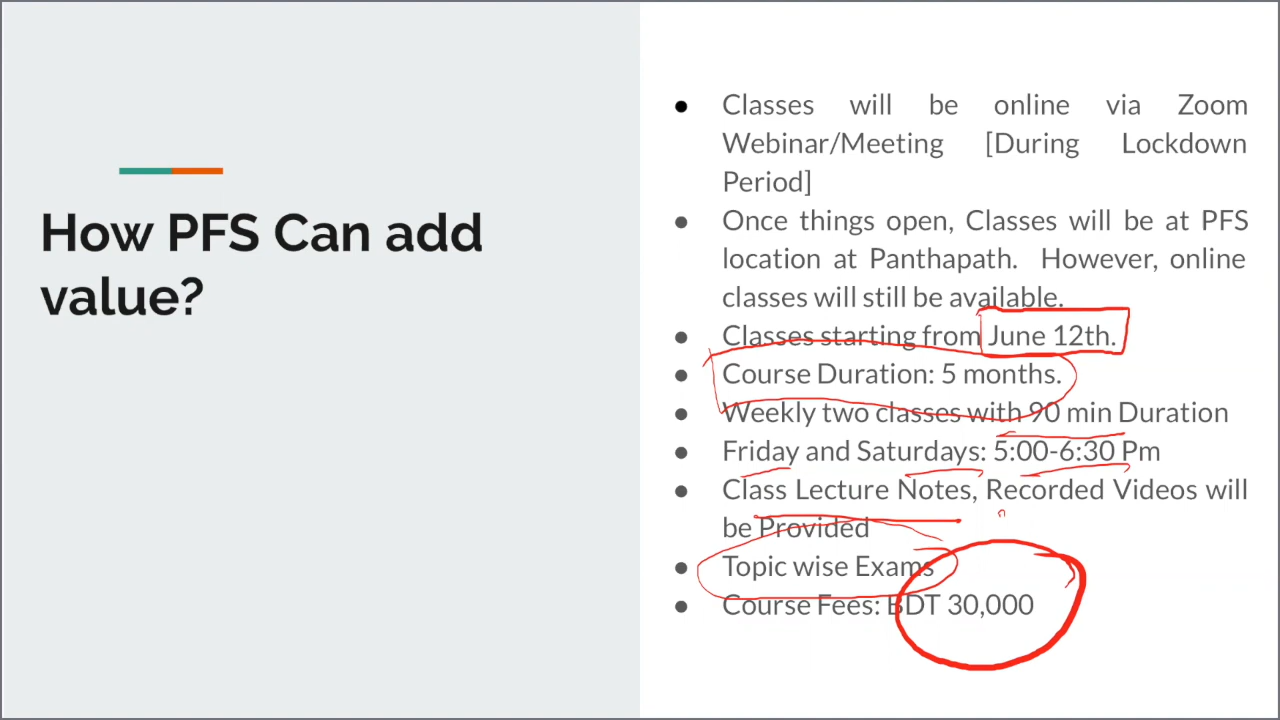 How PFS Can add
value?
● Classes will be online via Zoom
Webinar/Meeting [During Lockdown
Period]
● Once things open, Classes will be at PFS
location at Panthapath. However, online
classes will still be available.
● Classes starting from June 12th.
● Course Duration: 5 months.
● Weekly two classes with 90 min Duration
● Friday and Saturdays: 5:00-6:30 Pm
● Class Lecture Notes, Recorded Videos will
be Provided
● Topic wise Exams
● Course Fees: BDT 30,000